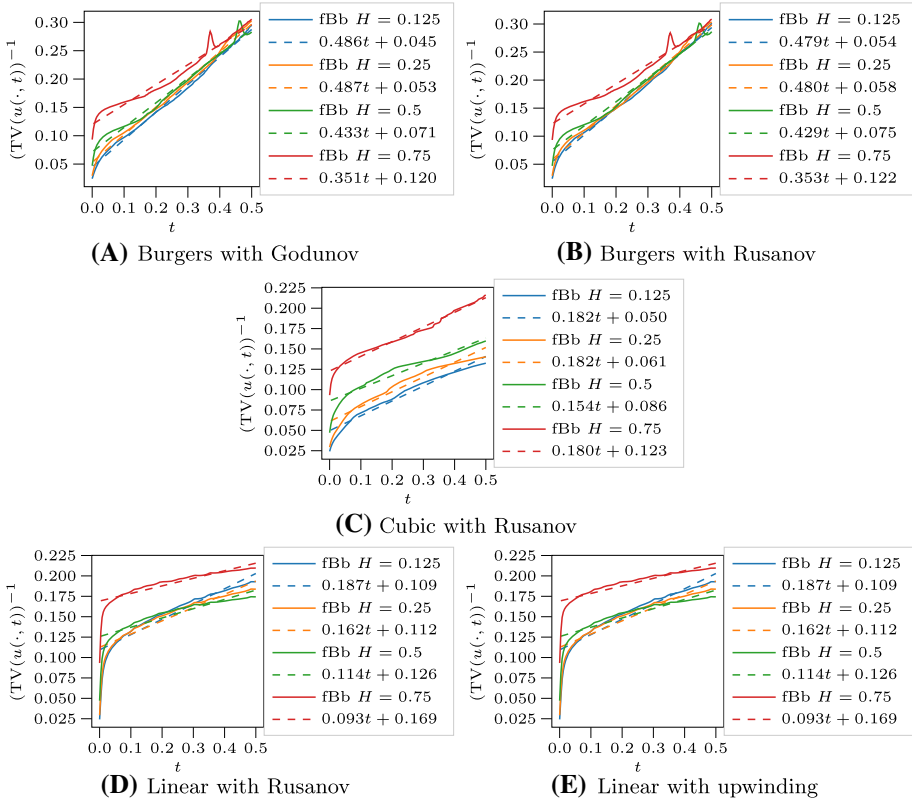 0.30
0.25
0.20
0.15
0.10
0.05
(TV(u(·, t)))⁻¹
0.0 0.1 0.2 0.3 0.4 0.5
t
fBb H = 0.125
0.486t + 0.045
fBb H = 0.25
0.487t + 0.053
fBb H = 0.5
0.433t + 0.071
fBb H = 0.75
0.351t + 0.120
(A) Burgers with Godunov
0.30
0.25
0.20
0.15
0.10
0.05
(TV(u(·, t)))⁻¹
0.0 0.1 0.2 0.3 0.4 0.5
t
fBb H = 0.125
0.479t + 0.054
fBb H = 0.25
0.480t + 0.058
fBb H = 0.5
0.429t + 0.075
fBb H = 0.75
0.353t + 0.122
(B) Burgers with Rusanov
0.225
0.200
0.175
0.150
0.125
0.100
0.075
0.050
0.025
(TV(u(·, t)))⁻¹
0.0 0.1 0.2 0.3 0.4 0.5
t
fBb H = 0.125
0.182t + 0.050
fBb H = 0.25
0.182t + 0.061
fBb H = 0.5
0.154t + 0.086
fBb H = 0.75
0.180t + 0.123
(C) Cubic with Rusanov
0.225
0.200
0.175
0.150
0.125
0.100
0.075
0.050
0.025
(TV(u(·, t)))⁻¹
0.0 0.1 0.2 0.3 0.4 0.5
t
fBb H = 0.125
0.187t + 0.109
fBb H = 0.25
0.162t + 0.112
fBb H = 0.5
0.114t + 0.126
fBb H = 0.75
0.093t + 0.169
(D) Linear with Rusanov
0.225
0.200
0.175
0.150
0.125
0.100
0.075
0.050
0.025
(TV(u(·, t)))⁻¹
0.0 0.1 0.2 0.3 0.4 0.5
t
fBb H = 0.125
0.187t + 0.109
fBb H = 0.25
0.162t + 0.112
fBb H = 0.5
0.114t + 0.126
fBb H = 0.75
0.093t + 0.169
(E) Linear with upwinding